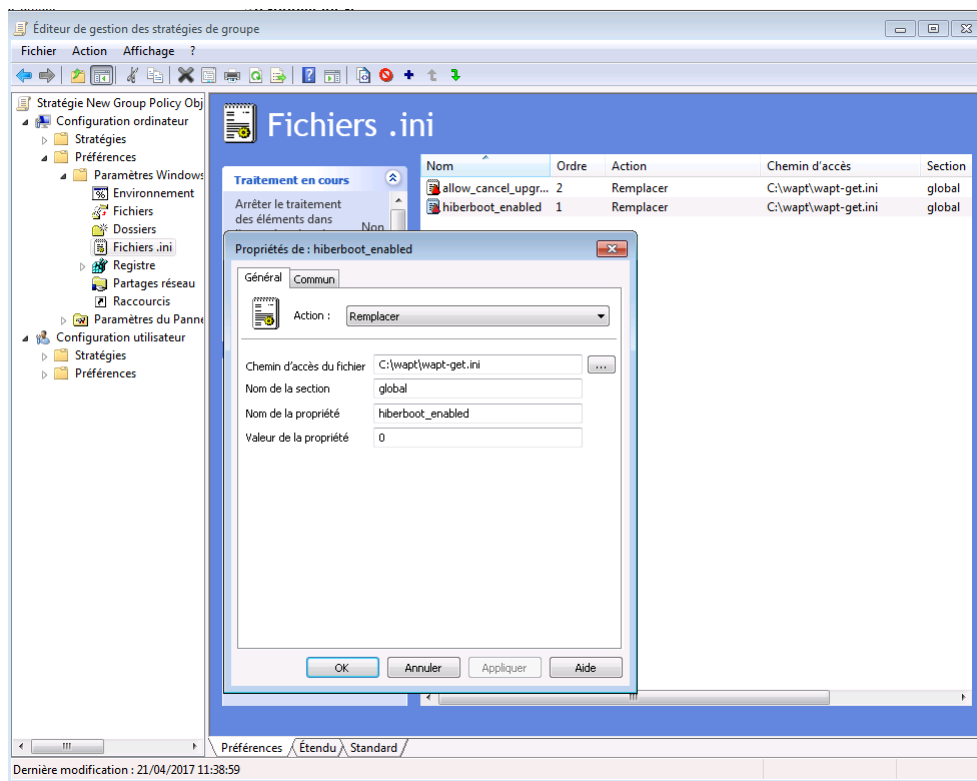 Éditeur de gestion des stratégies de groupe
Fichier Action Affichage ?
Stratégie New Group Policy Obj
Configuration ordinateur
Stratégies
Préférences
Paramètres Windows
Environnement
Fichiers
Dossiers
Fichiers .ini
Registre
Partages réseau
Raccourcis
Paramètres du Panne
Configuration utilisateur
Stratégies
Préférences
Fichiers .ini
Traitement en cours
Arrêter le traitement
des éléments dans
Non
Nom Ordre Action Chemin d'accès Section
allow_cancel_upgr... 2 Remplacer C:\wapt\wapt-get.ini global
hiberboot_enabled 1 Remplacer C:\wapt\wapt-get.ini global
Propriétés de : hiberboot_enabled
Général Commun
Action : Remplacer
Chemin d'accès du fichier C:\wapt\wapt-get.ini ...
Nom de la section global
Nom de la propriété hiberboot_enabled
Valeur de la propriété 0
OK Annuler Appliquer Aide
Préférences Étendu Standard
Dernière modification : 21/04/2017 11:38:59